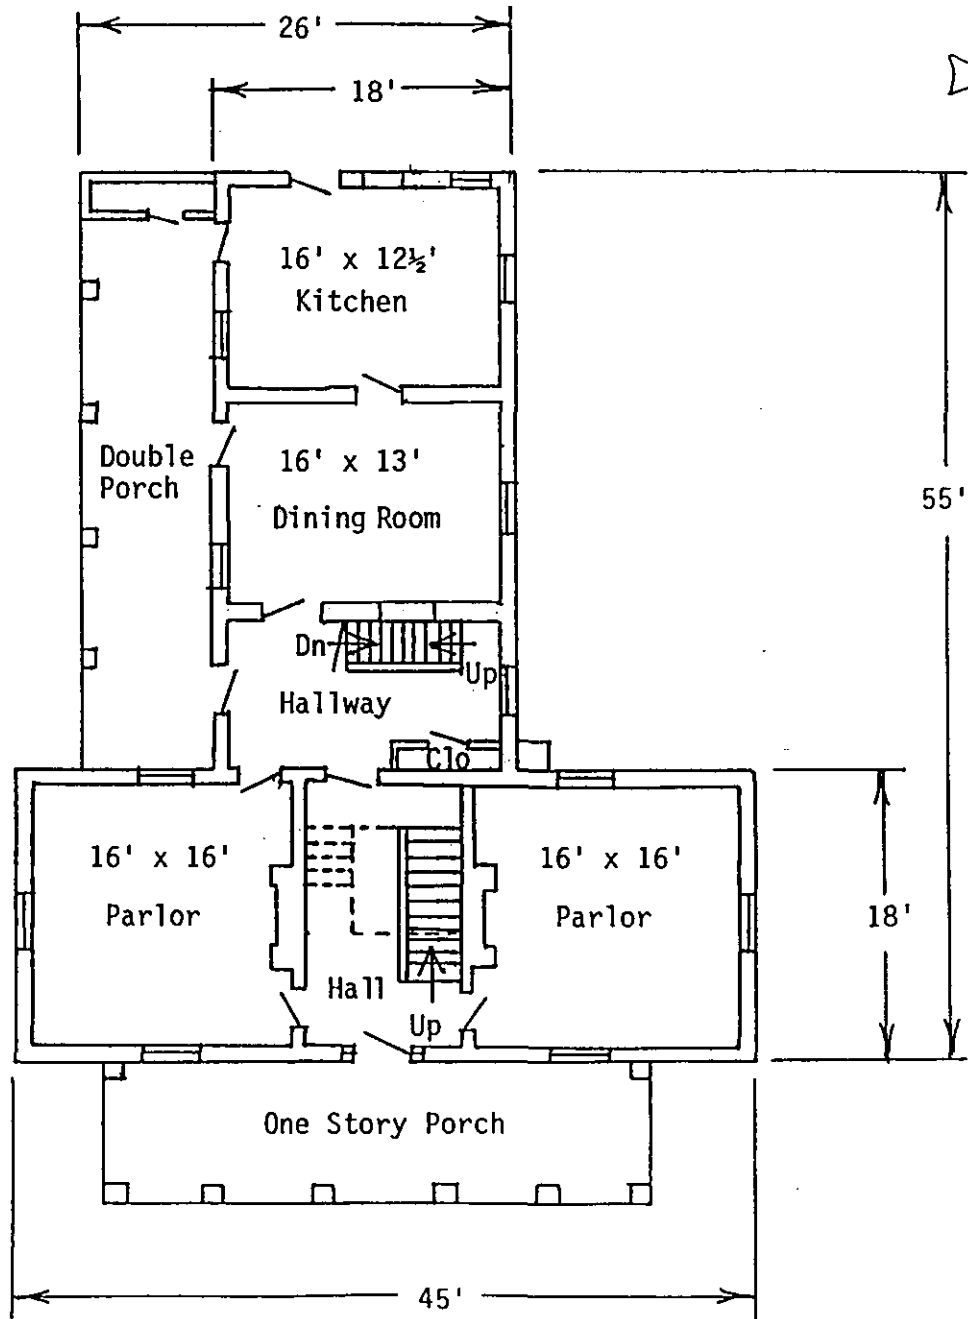 26'
18'
16' x 12½'
Kitchen
Double
Porch
16' x 13'
Dining Room
55'
Dn
Up
Hallway
Clo
16' x 16'
Parlor
16' x 16'
Parlor
18'
Hall
Up
One Story Porch
45'